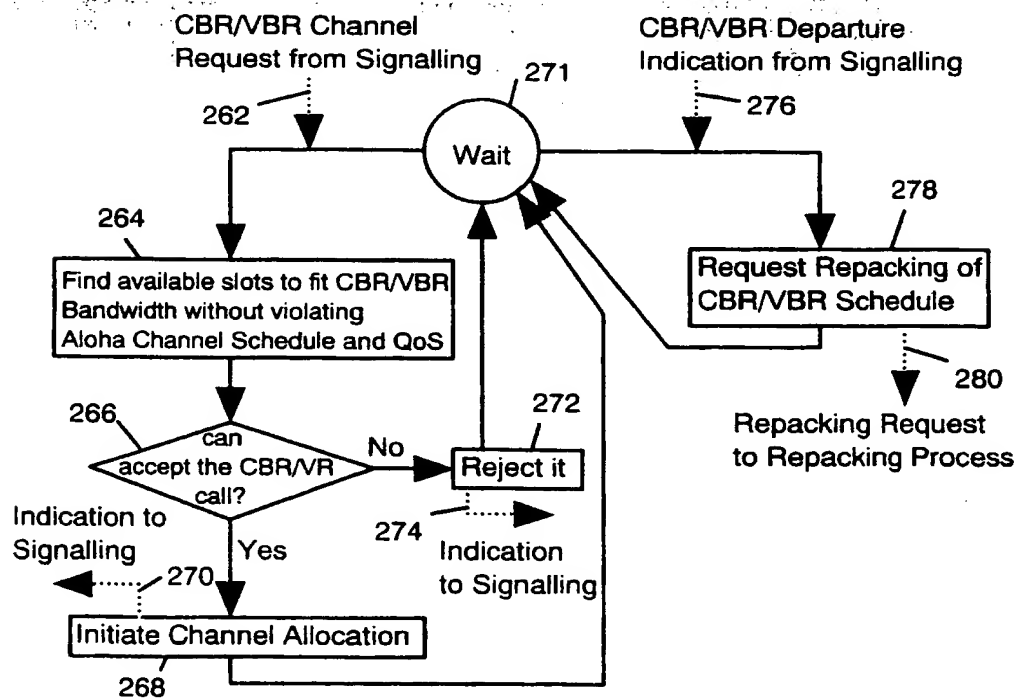 CBR/VBR Channel
Request from Signalling
262
271
CBR/VBR Departure
Indication from Signalling
276
Wait
264
Find available slots to fit CBR/VBR
Bandwidth without violating
Aloha Channel Schedule and QoS
278
Request Repacking of
CBR/VBR Schedule
280
Repacking Request
to Repacking Process
266
can
accept the CBR/VR
call?
No
272
Reject it
274
Indication
to Signalling
Indication to
Signalling
270
Yes
Initiate Channel Allocation
268